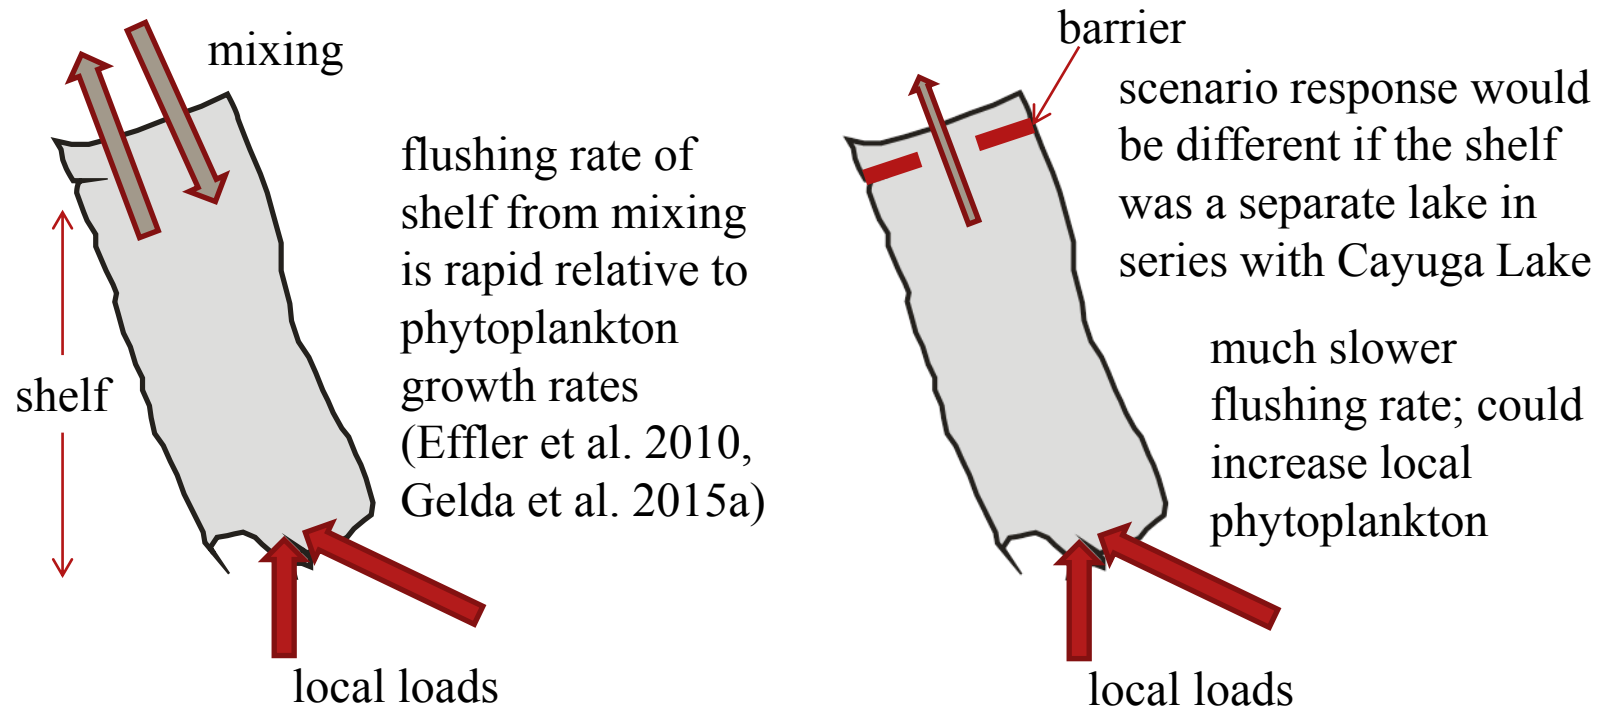 mixing
flushing rate of
shelf from mixing
is rapid relative to
phytoplankton
growth rates
(Effler et al. 2010,
Gelda et al. 2015a)
shelf
local loads
barrier
scenario response would
be different if the shelf
was a separate lake in
series with Cayuga Lake
much slower
flushing rate; could
increase local
phytoplankton
local loads